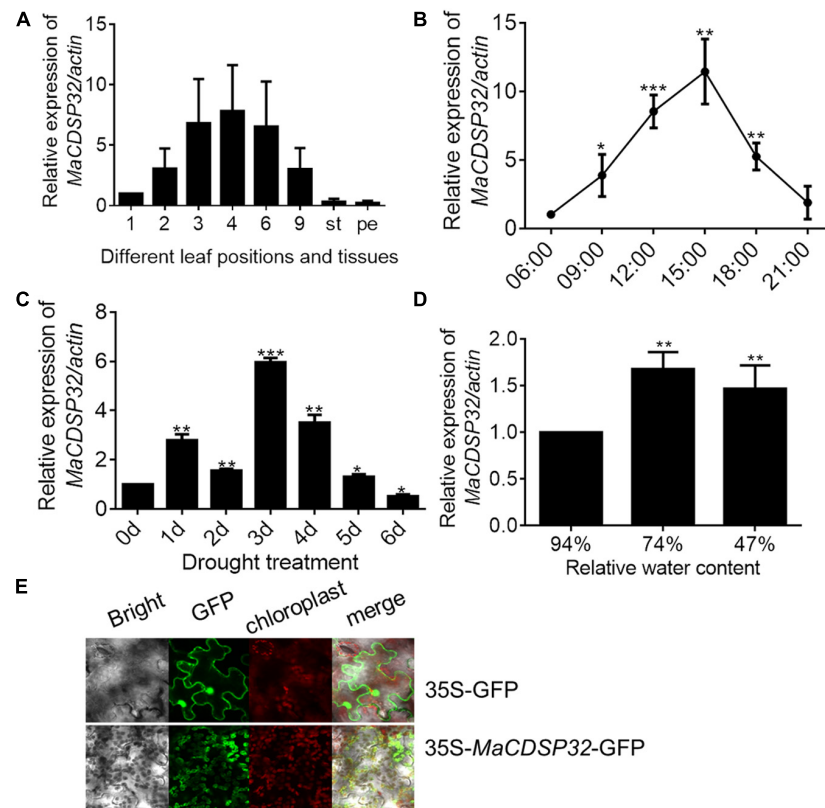 A
Relative expression of
MaCDSP32/actin
15
10
5
0
1 2 3 4 6 9 st pe
Different leaf positions and tissues
B
Relative expression of
MaCDSP32/actin
15
10
5
0
*
***
**
**
06:00 09:00 12:00 15:00 18:00 21:00
C
Relative expression of
MaCDSP32/actin
8
6
4
2
0
**
**
***
**
*
*
0d 1d 2d 3d 4d 5d 6d
Drought treatment
D
Relative expression of
MaCDSP32/actin
2.0
1.5
1.0
0.5
0.0
**
**
94% 74% 47%
Relative water content
E
Bright GFP chloroplast merge
35S-GFP
35S-MaCDSP32-GFP